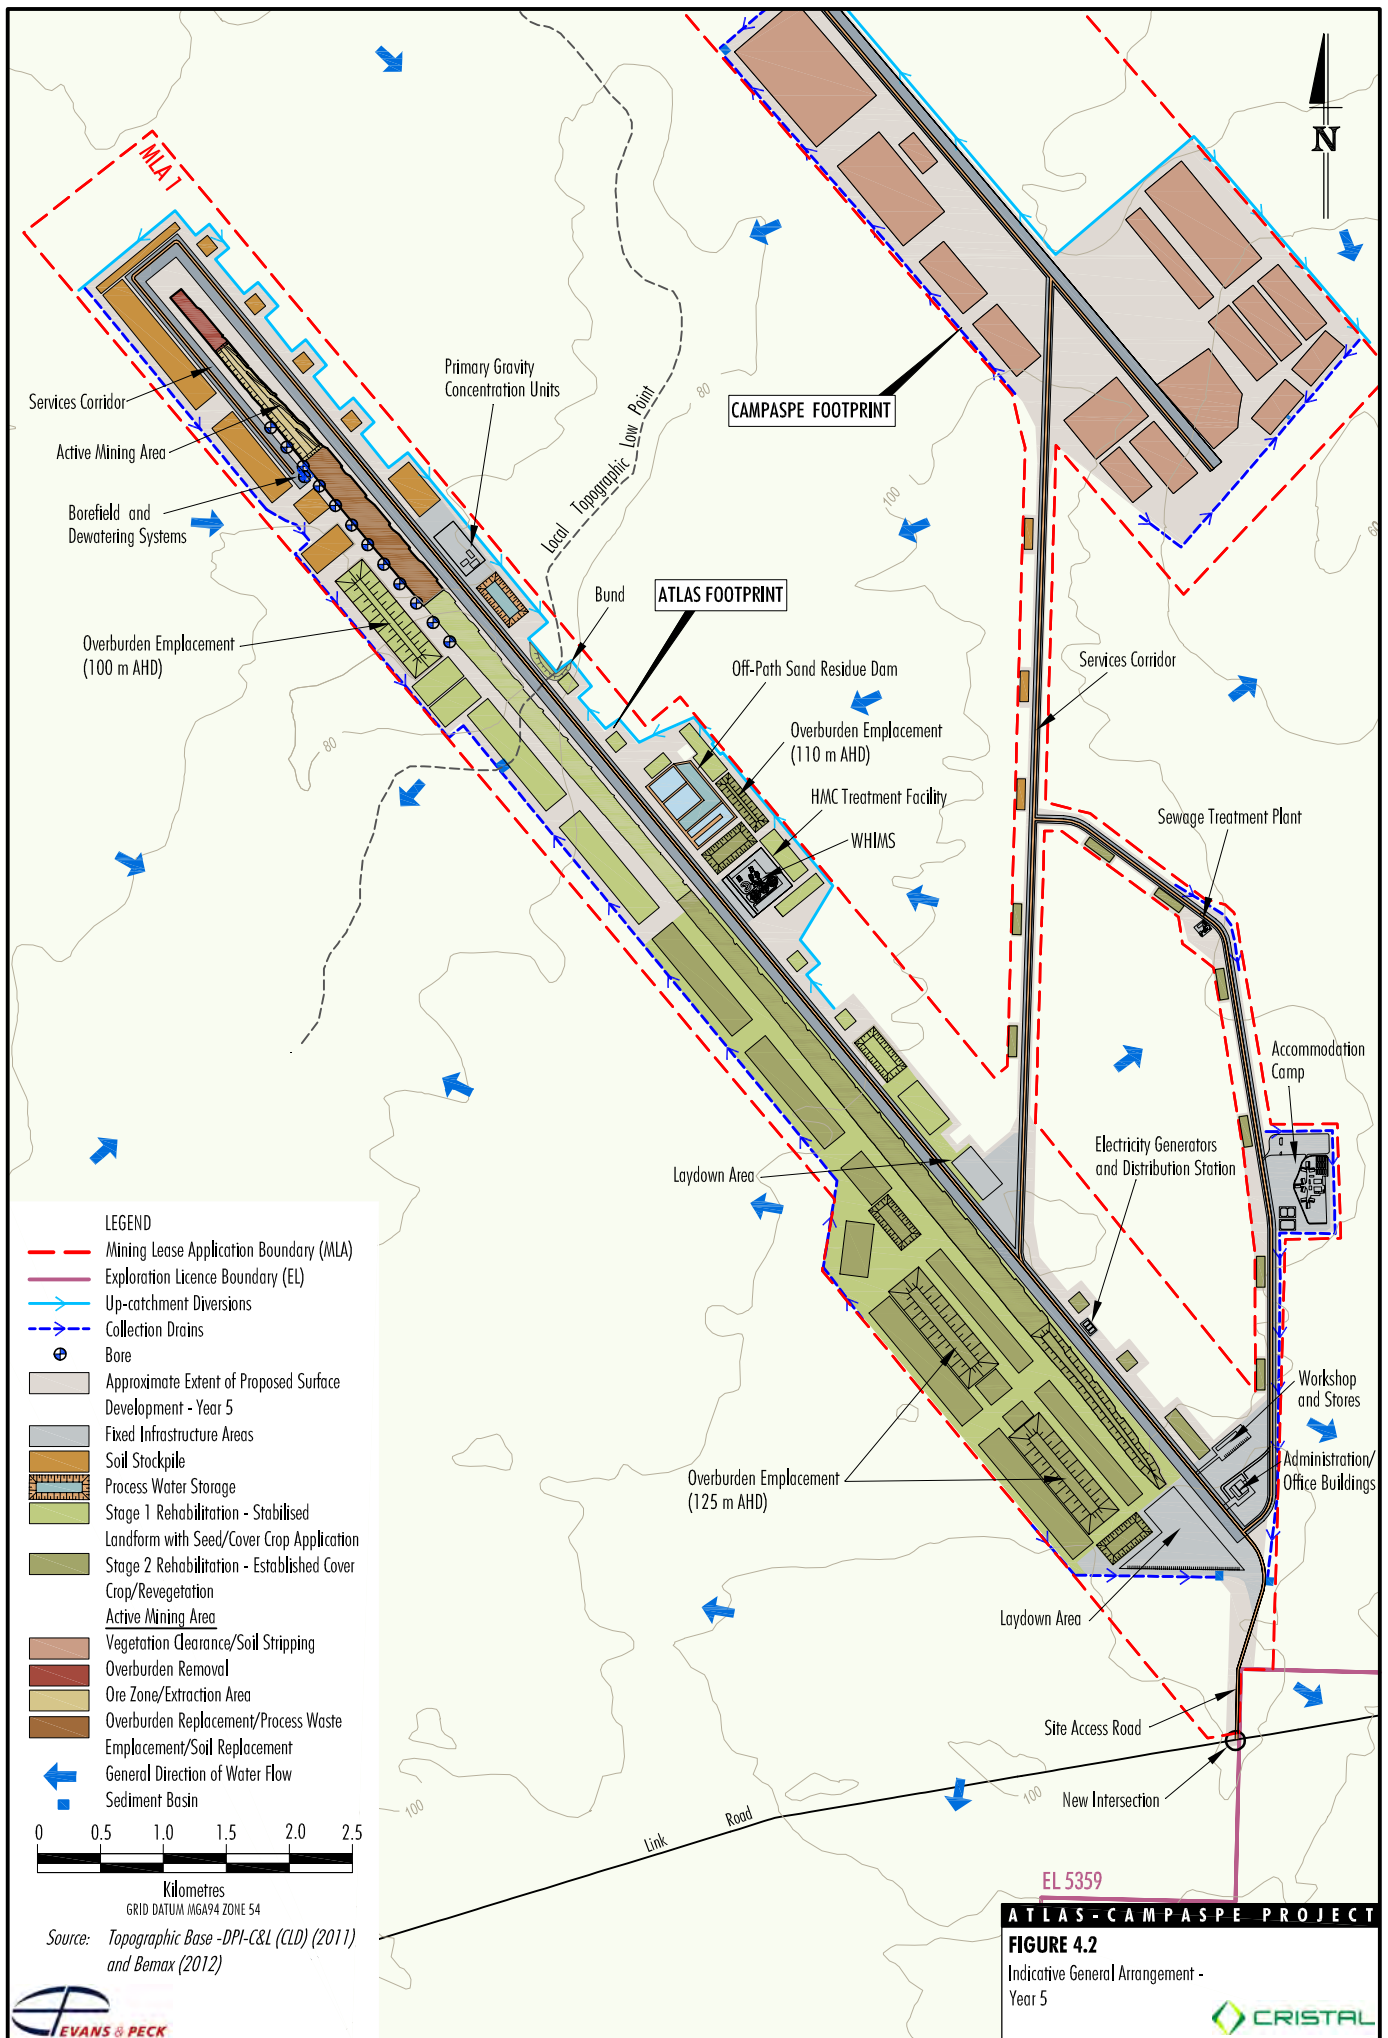 N
MLA 1
Services Corridor
Active Mining Area
Borefield and
Dewatering Systems
Primary Gravity
Concentration Units
Local Topographic Low Point
80
CAMPASPE FOOTPRINT
100
60
Bund
ATLAS FOOTPRINT
Overburden Emplacement
(100 m AHD)
80
Off-Path Sand Residue Dam
Overburden Emplacement
(110 m AHD)
HMC Treatment Facility
WHIMS
Services Corridor
Sewage Treatment Plant
Accommodation
Camp
Electricity Generators
and Distribution Station
Laydown Area
Workshop
and Stores
Administration/
Office Buildings
Overburden Emplacement
(125 m AHD)
Laydown Area
Site Access Road
New Intersection
100
100
Link Road
EL 5359
LEGEND
Mining Lease Application Boundary (MLA)
Exploration Licence Boundary (EL)
Up-catchment Diversions
Collection Drains
Bore
Approximate Extent of Proposed Surface
Development - Year 5
Fixed Infrastructure Areas
Soil Stockpile
Process Water Storage
Stage 1 Rehabilitation - Stabilised
Landform with Seed/Cover Crop Application
Stage 2 Rehabilitation - Established Cover
Crop/Revegetation
Active Mining Area
Vegetation Clearance/Soil Stripping
Overburden Removal
Ore Zone/Extraction Area
Overburden Replacement/Process Waste
Emplacement/Soil Replacement
General Direction of Water Flow
Sediment Basin
0 0.5 1.0 1.5 2.0 2.5
Kilometres
GRID DATUM MGA94 ZONE 54
Source: Topographic Base -DPI-C&L (CLD) (2011)
and Bemax (2012)
EVANS & PECK
ATLAS-CAMPASPE PROJECT
FIGURE 4.2
Indicative General Arrangement -
Year 5
CRISTAL